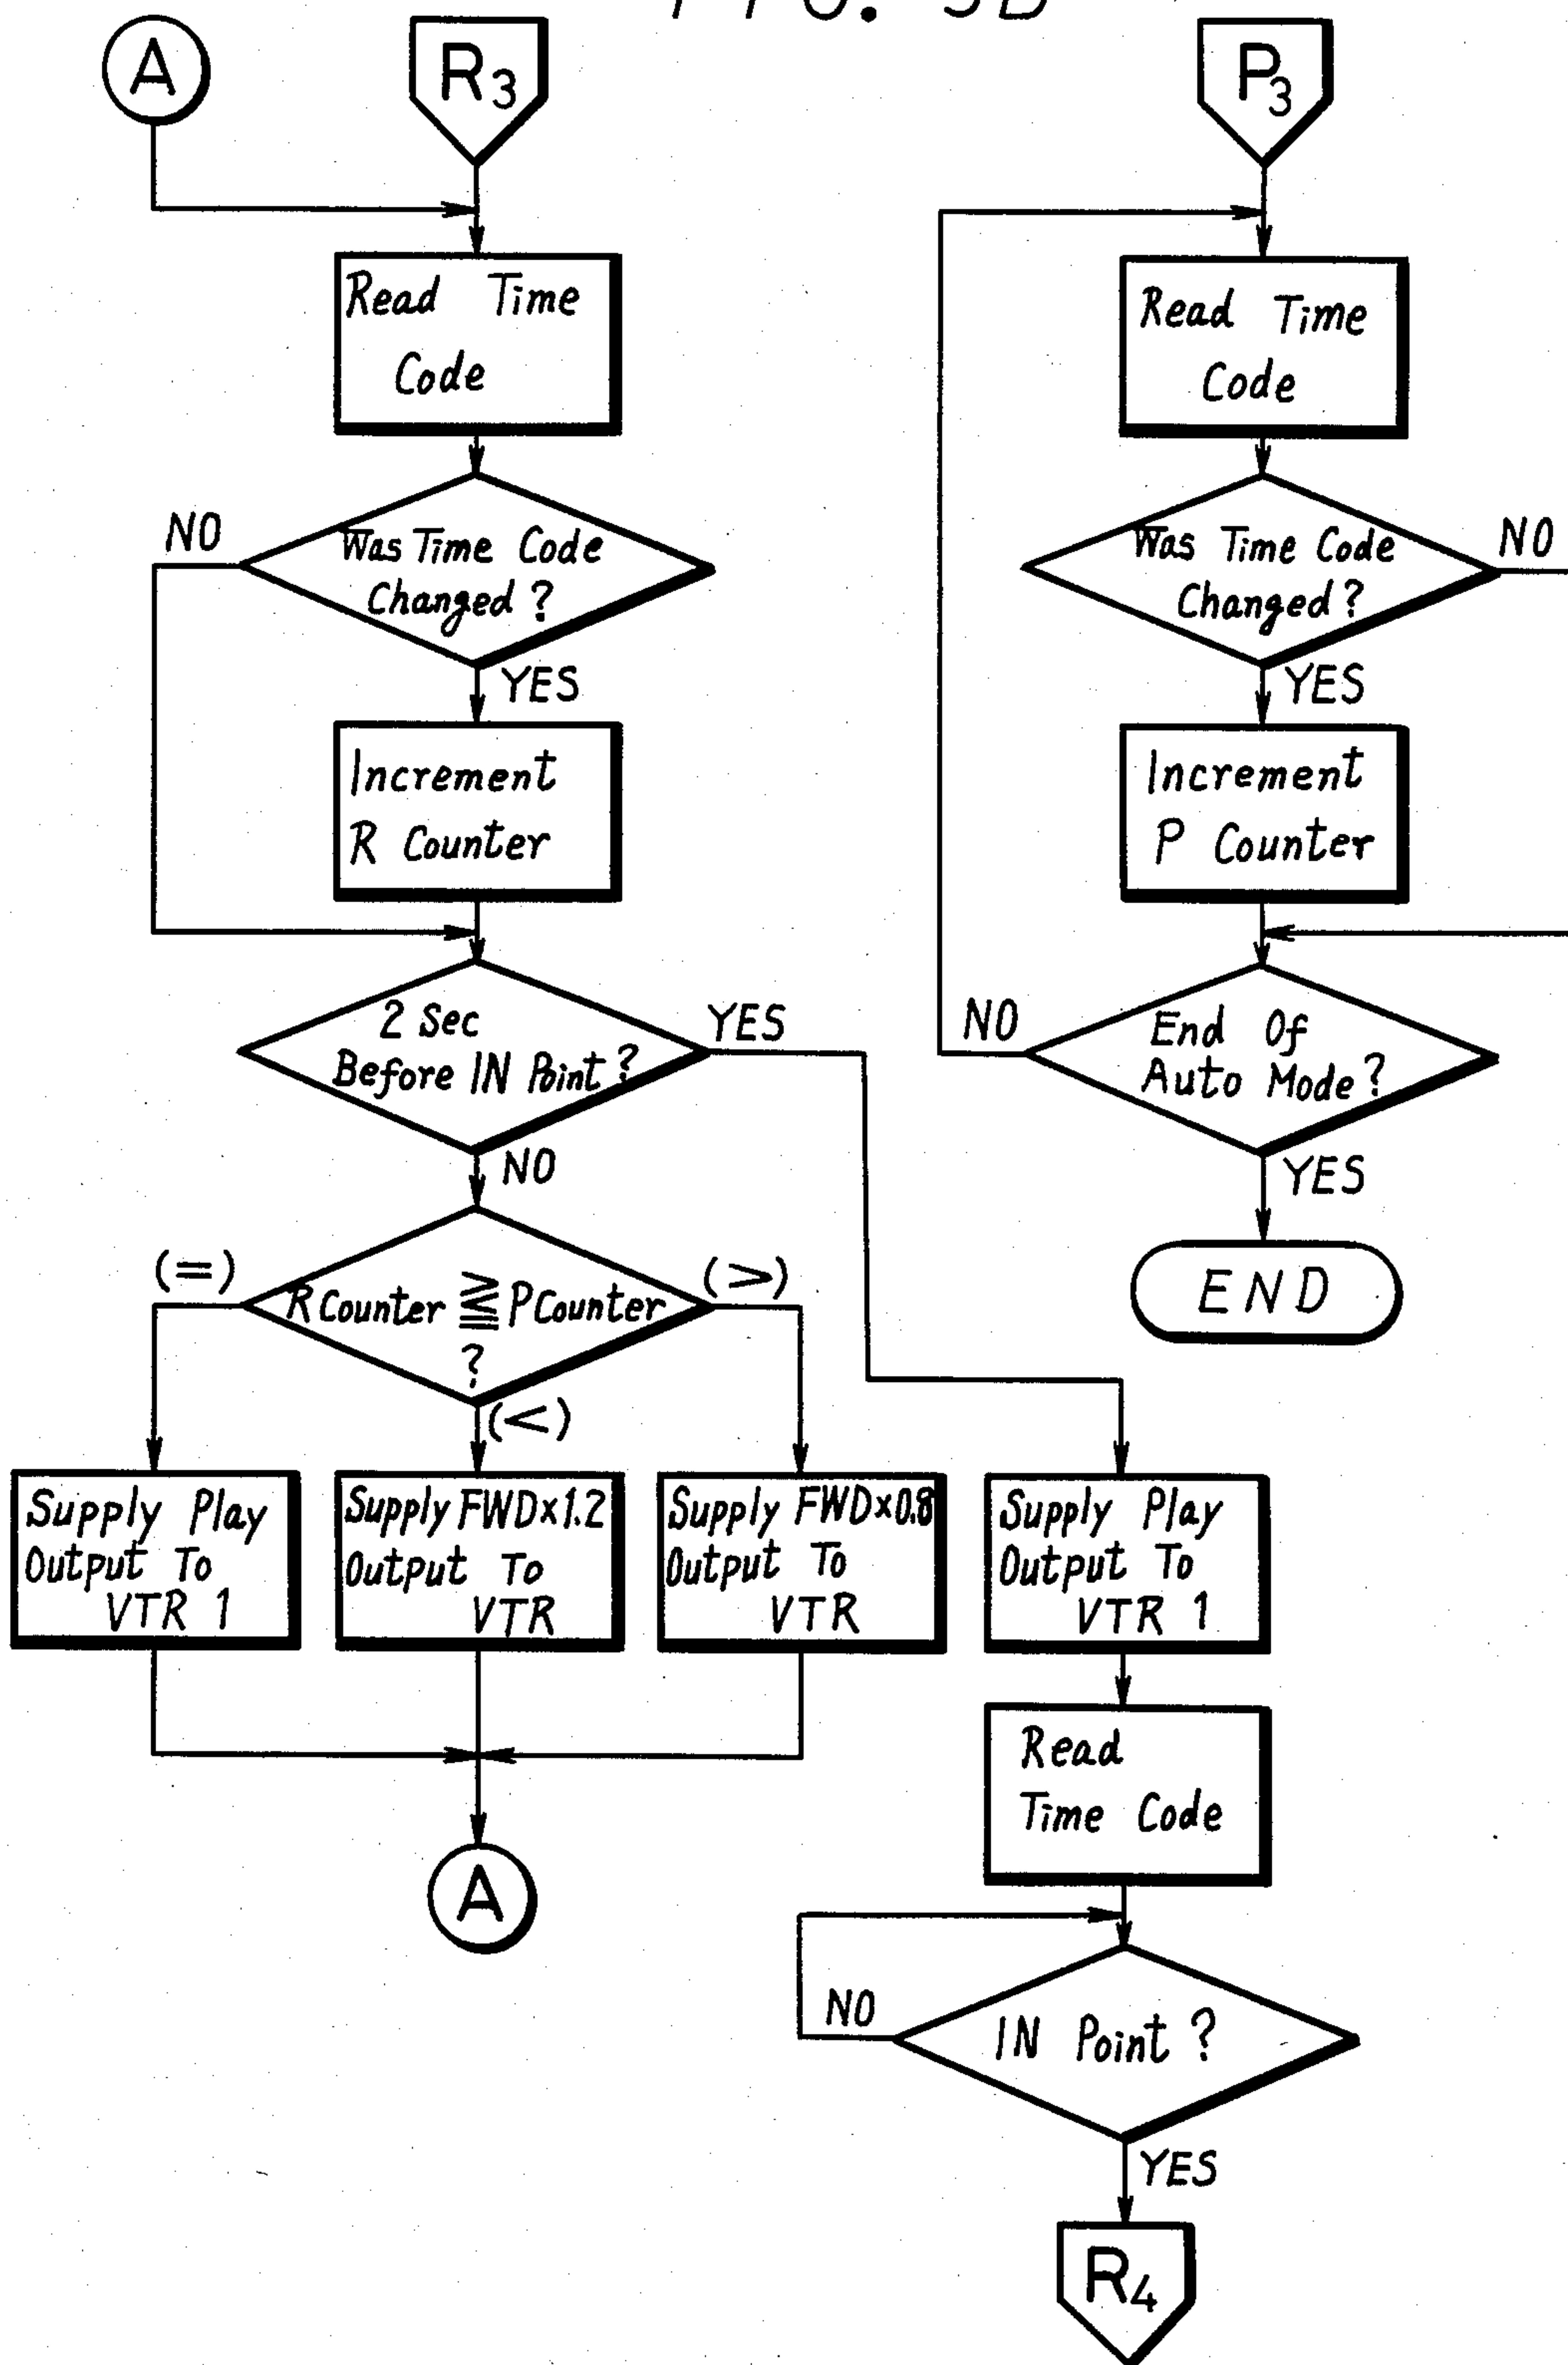 A
R3
Read Time
Code
Was Time Code
Changed ?
NO
YES
Increment
R Counter
2 Sec
Before IN Point ?
YES
NO
R Counter ≧≦ P Counter
?
(=)
(<)
(>)
Supply Play
Output To
VTR 1
Supply FWD×1.2
Output To
VTR
Supply FWD×0.8
Output To
VTR
A
Supply Play
Output To
VTR 1
Read
Time Code
IN Point ?
NO
YES
R4
P3
Read Time
Code
Was Time Code
Changed ?
NO
YES
Increment
P Counter
End Of
Auto Mode ?
NO
YES
END